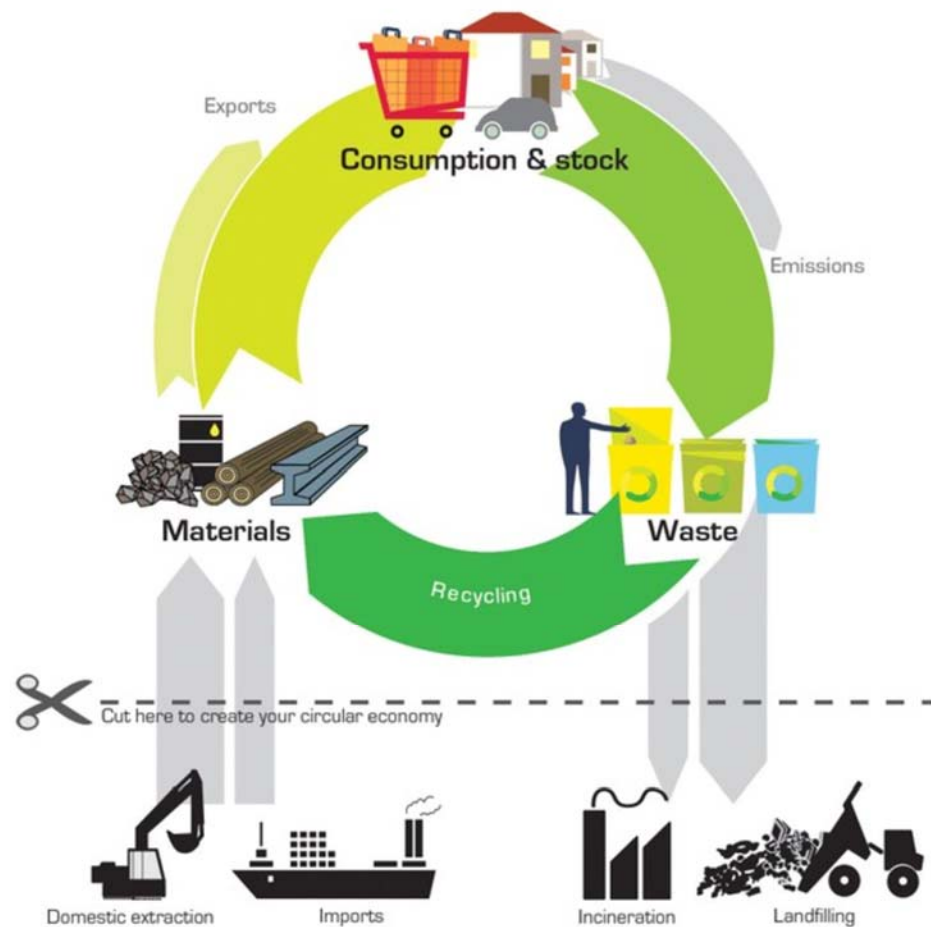 Exports
Consumption & stock
Emissions
Materials
Waste
Recycling
Cut here to create your circular economy
Domestic extraction
Imports
Incineration
Landfilling